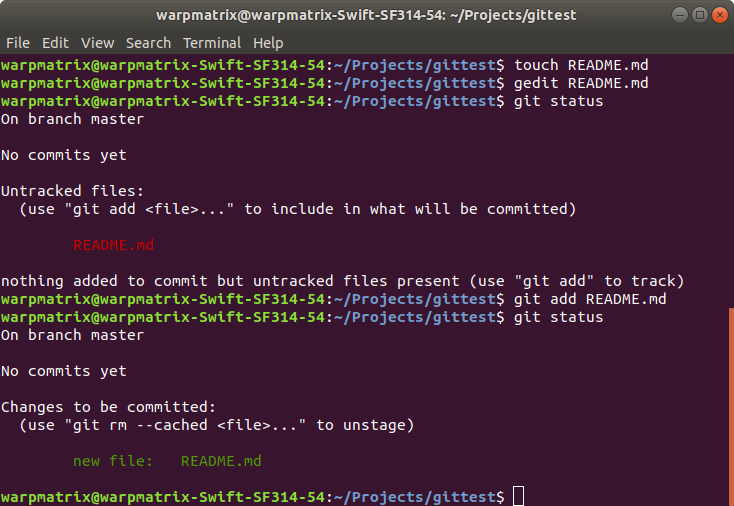 warpmatrix@warpmatrix-Swift-SF314-54: ~/Projects/gittest
File Edit View Search Terminal Help
warpmatrix@warpmatrix-Swift-SF314-54:~/Projects/gittest$ touch README.md
warpmatrix@warpmatrix-Swift-SF314-54:~/Projects/gittest$ gedit README.md
warpmatrix@warpmatrix-Swift-SF314-54:~/Projects/gittest$ git status
On branch master
No commits yet
Untracked files:
  (use "git add <file>..." to include in what will be committed)
        README.md
nothing added to commit but untracked files present (use "git add" to track)
warpmatrix@warpmatrix-Swift-SF314-54:~/Projects/gittest$ git add README.md
warpmatrix@warpmatrix-Swift-SF314-54:~/Projects/gittest$ git status
On branch master
No commits yet
Changes to be committed:
  (use "git rm --cached <file>..." to unstage)
        new file:   README.md
warpmatrix@warpmatrix-Swift-SF314-54:~/Projects/gittest$